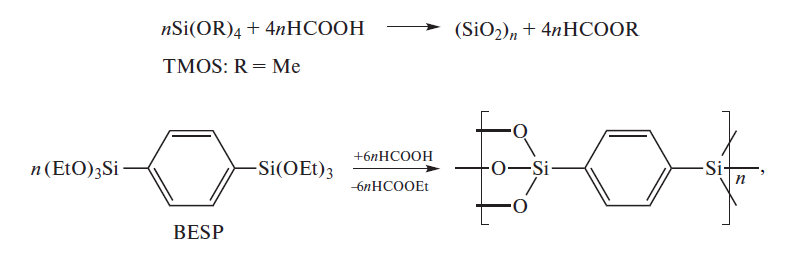 nSi(OR)₄ + 4nHCOOH (SiO₂)ₙ + 4nHCOOR
TMOS: R = Me
n(EtO)₃Si Si(OEt)₃ +6nHCOOH -6nHCOOEt O O Si O Si n ,
BESP